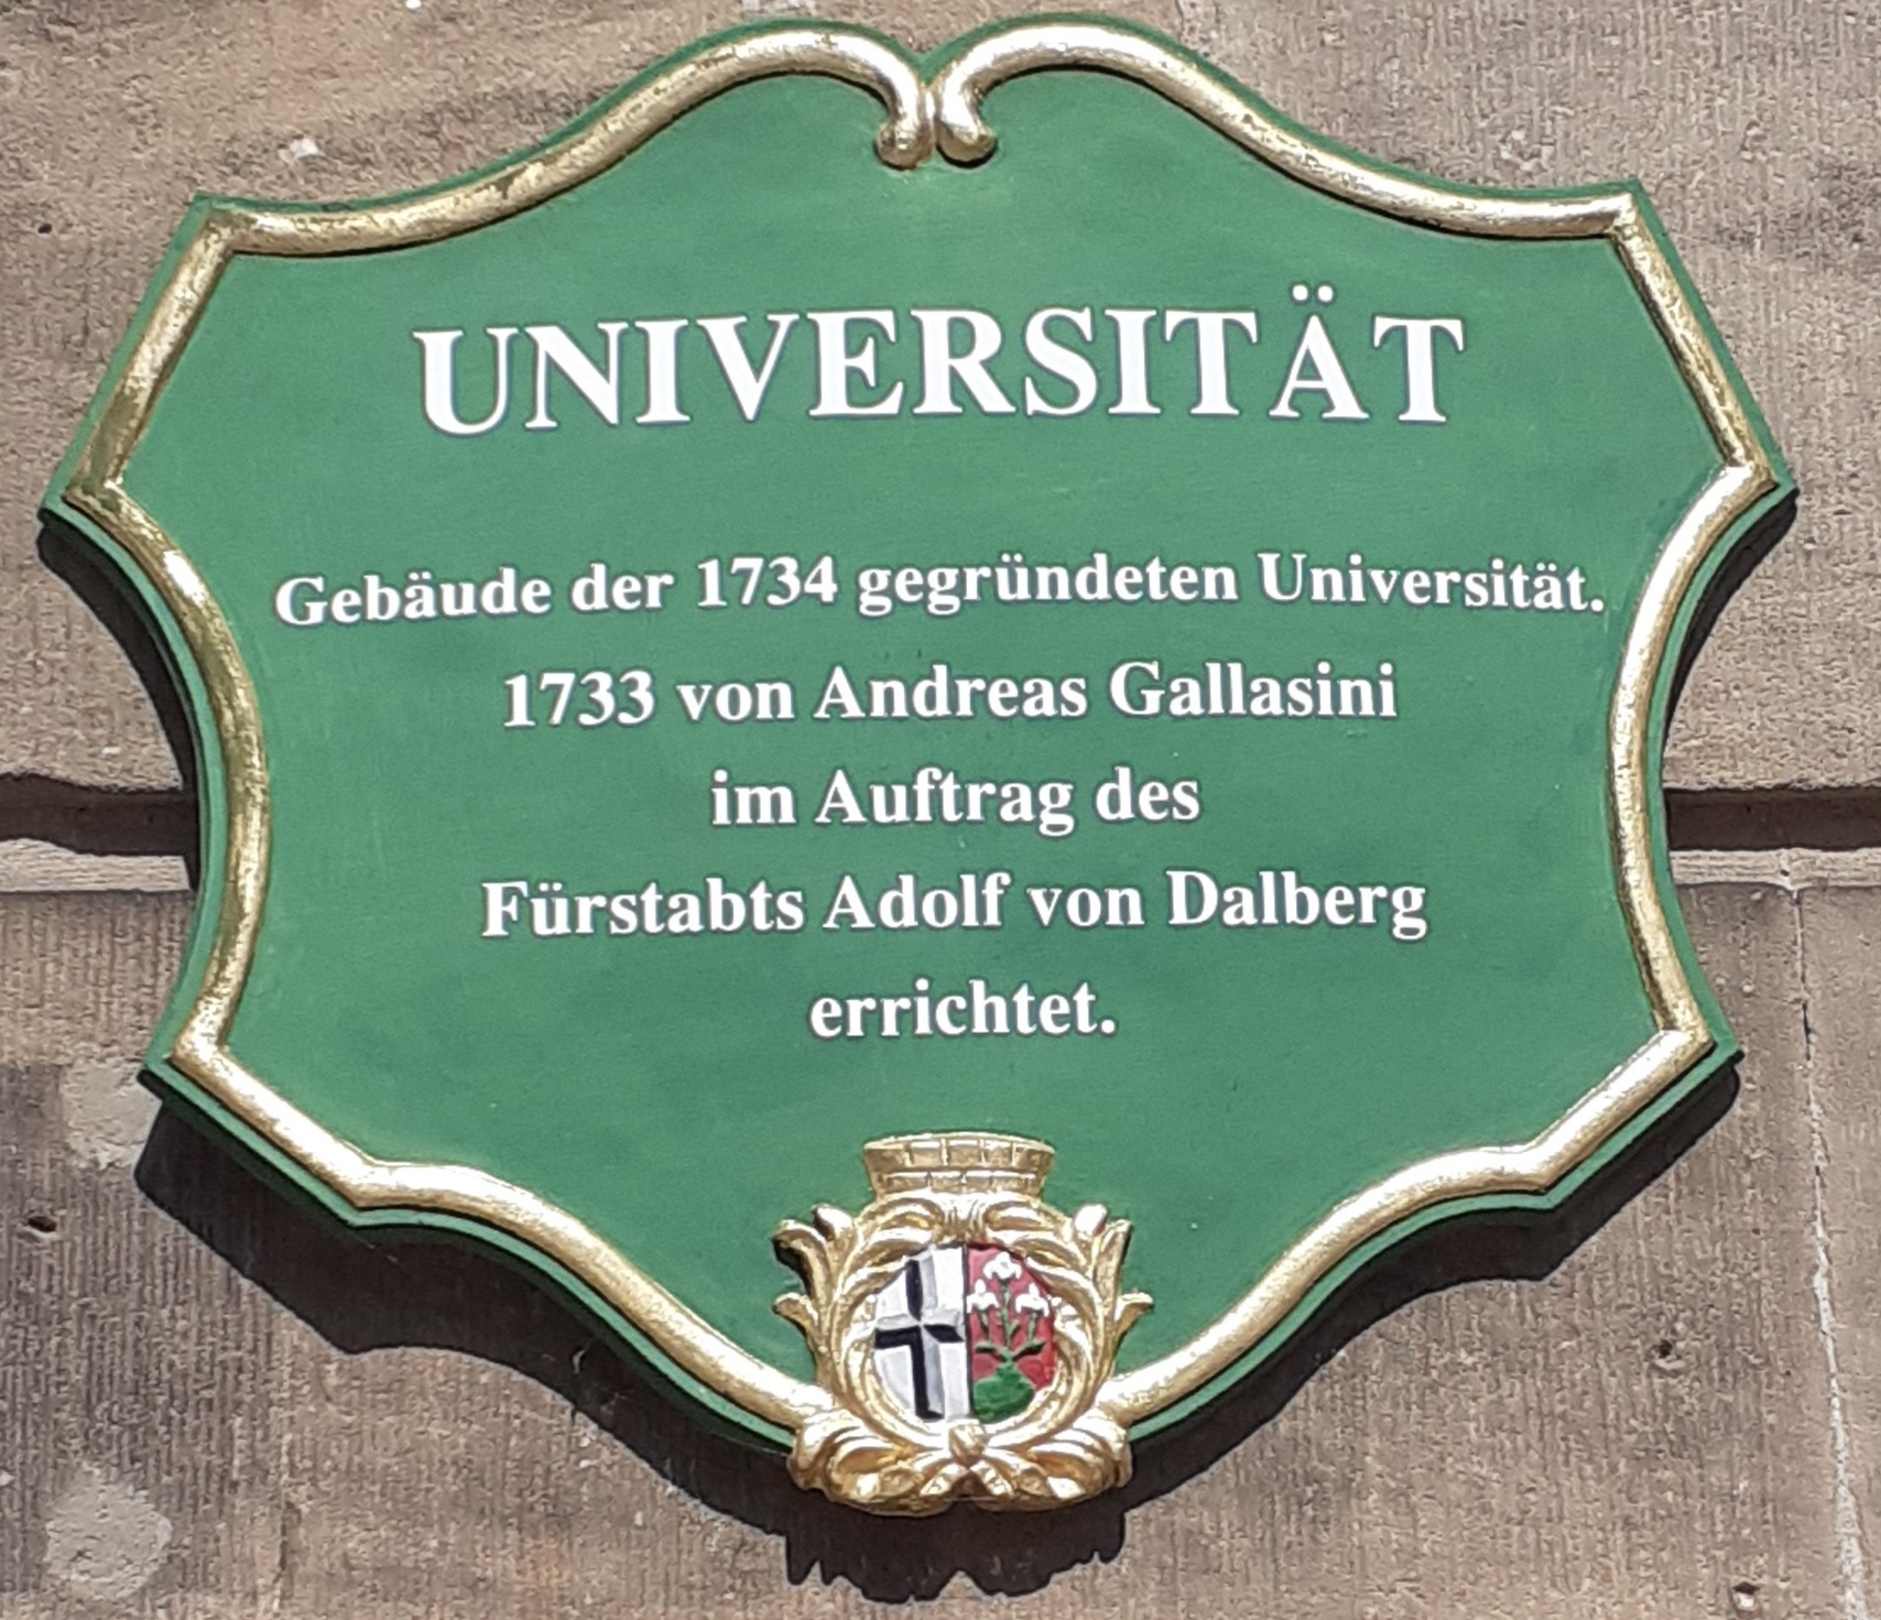 UNIVERSITÄT
Gebäude der 1734 gegründeten Universität.
1733 von Andreas Gallasini
im Auftrag des
Fürstabts Adolf von Dalberg
errichtet.